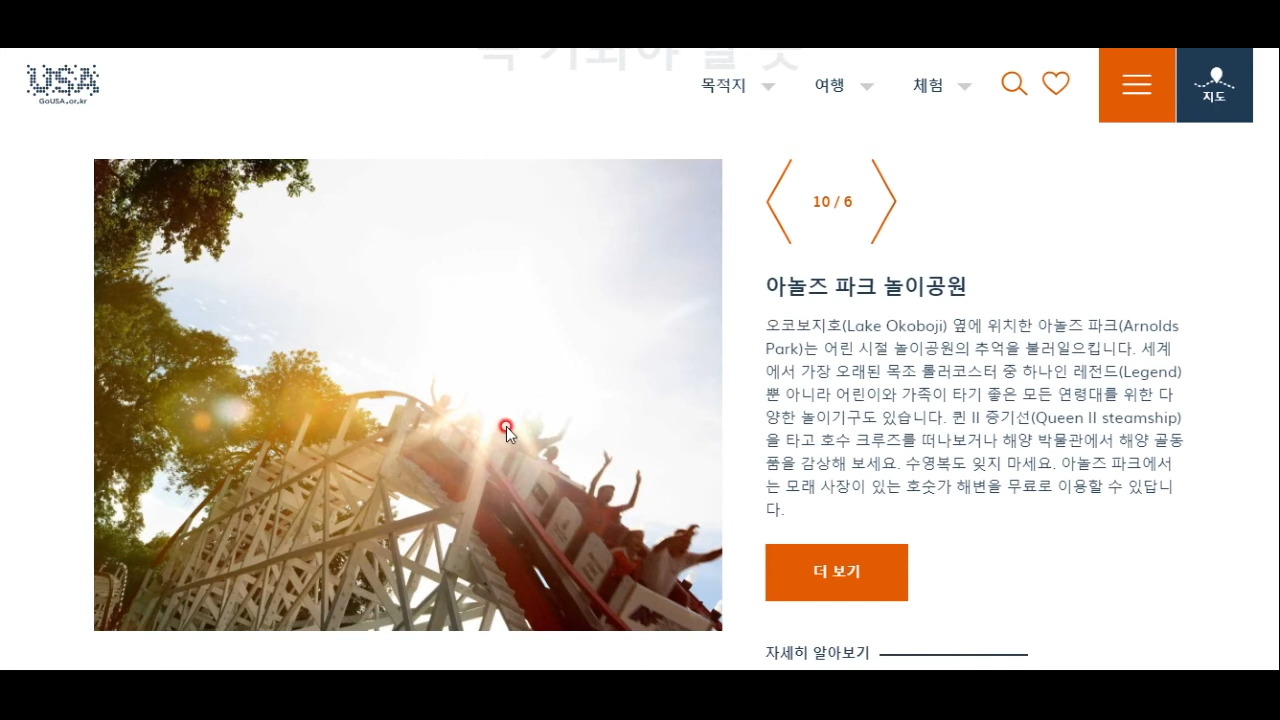 USA
GoUSA.or.kr
목적지
여행
체험
지도
10 / 6
아놀즈 파크 놀이공원
오코보지호(Lake Okoboji) 옆에 위치한 아놀즈 파크(Arnolds
Park)는 어린 시절 놀이공원의 추억을 불러일으킵니다. 세계
에서 가장 오래된 목조 롤러코스터 중 하나인 레전드(Legend)
뿐 아니라 어린이와 가족이 타기 좋은 모든 연령대를 위한 다
양한 놀이기구도 있습니다. 퀸 II 증기선(Queen II steamship)
을 타고 호수 크루즈를 떠나보거나 해양 박물관에서 해양 골동
품을 감상해 보세요. 수영복도 잊지 마세요. 아놀즈 파크에서
는 모래 사장이 있는 호숫가 해변을 무료로 이용할 수 있답니
다.
더 보기
자세히 알아보기